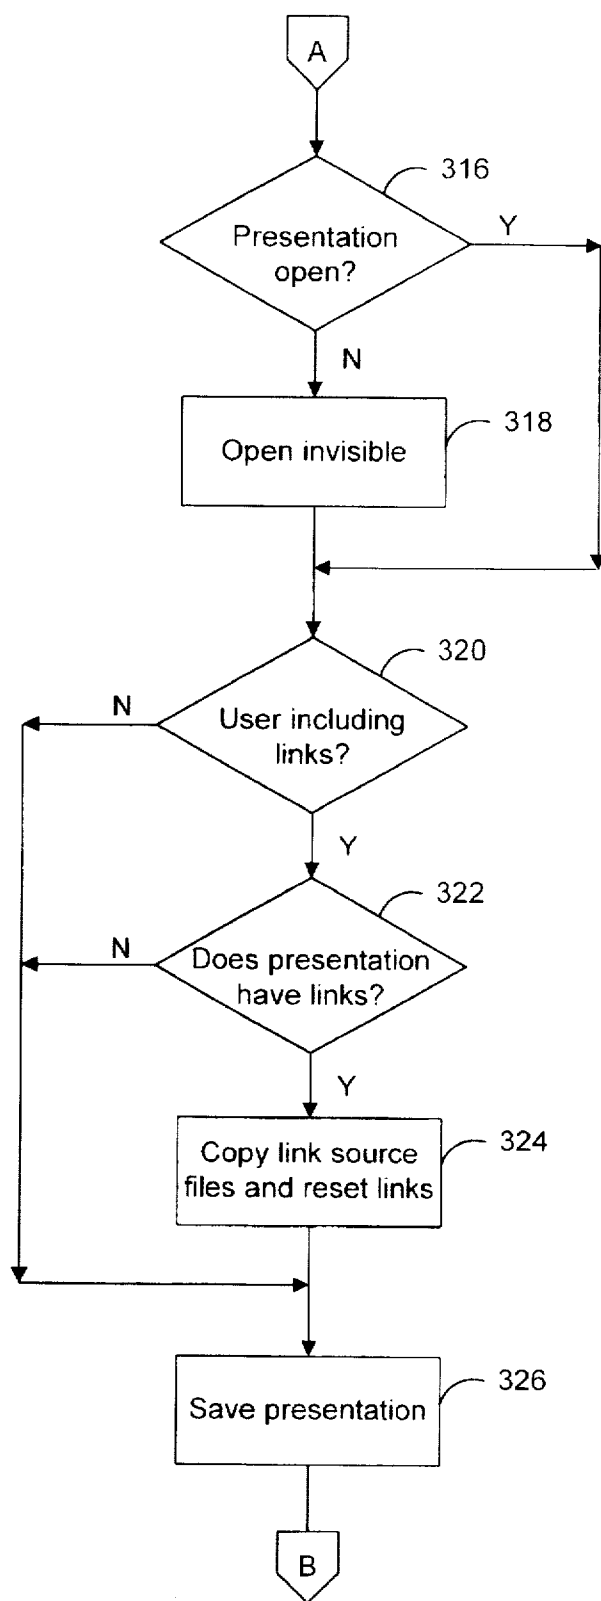 A
316
Presentation
open?
Y
N
318
Open invisible
320
N
User including
links?
Y
322
N
Does presentation
have links?
Y
324
Copy link source
files and reset links
326
Save presentation
B